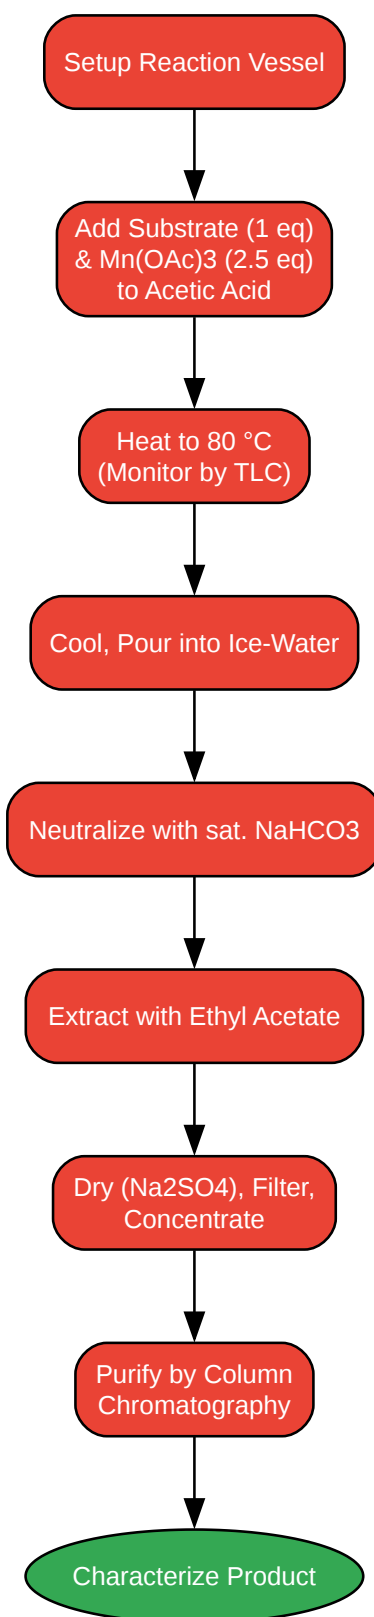 Setup Reaction Vessel
Add Substrate (1 eq)
& Mn(OAc)3 (2.5 eq)
to Acetic Acid
Heat to 80 °C
(Monitor by TLC)
Cool, Pour into Ice-Water
Neutralize with sat. NaHCO3
Extract with Ethyl Acetate
Dry (Na2SO4), Filter,
Concentrate
Purify by Column
Chromatography
Characterize Product